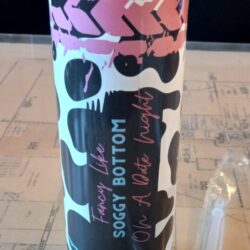 Fancy Like
SOGGY BOTTOM
On A Date Night